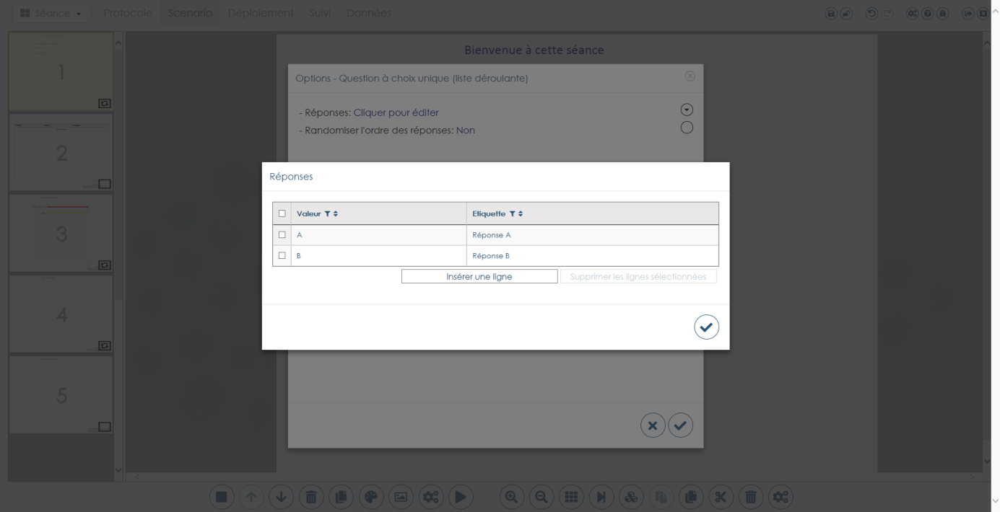 Séance Protocole Scenario Déploiement Suivi Données
Bienvenue à cette séance
Options - Question à choix unique (liste déroulante)
- Réponses: Cliquer pour éditer
- Randomiser l'ordre des réponses: Non
1
2
3
4
5
Réponses
Valeur Etiquette
A Réponse A
B Réponse B
Insérer une ligne Supprimer les lignes sélectionnées